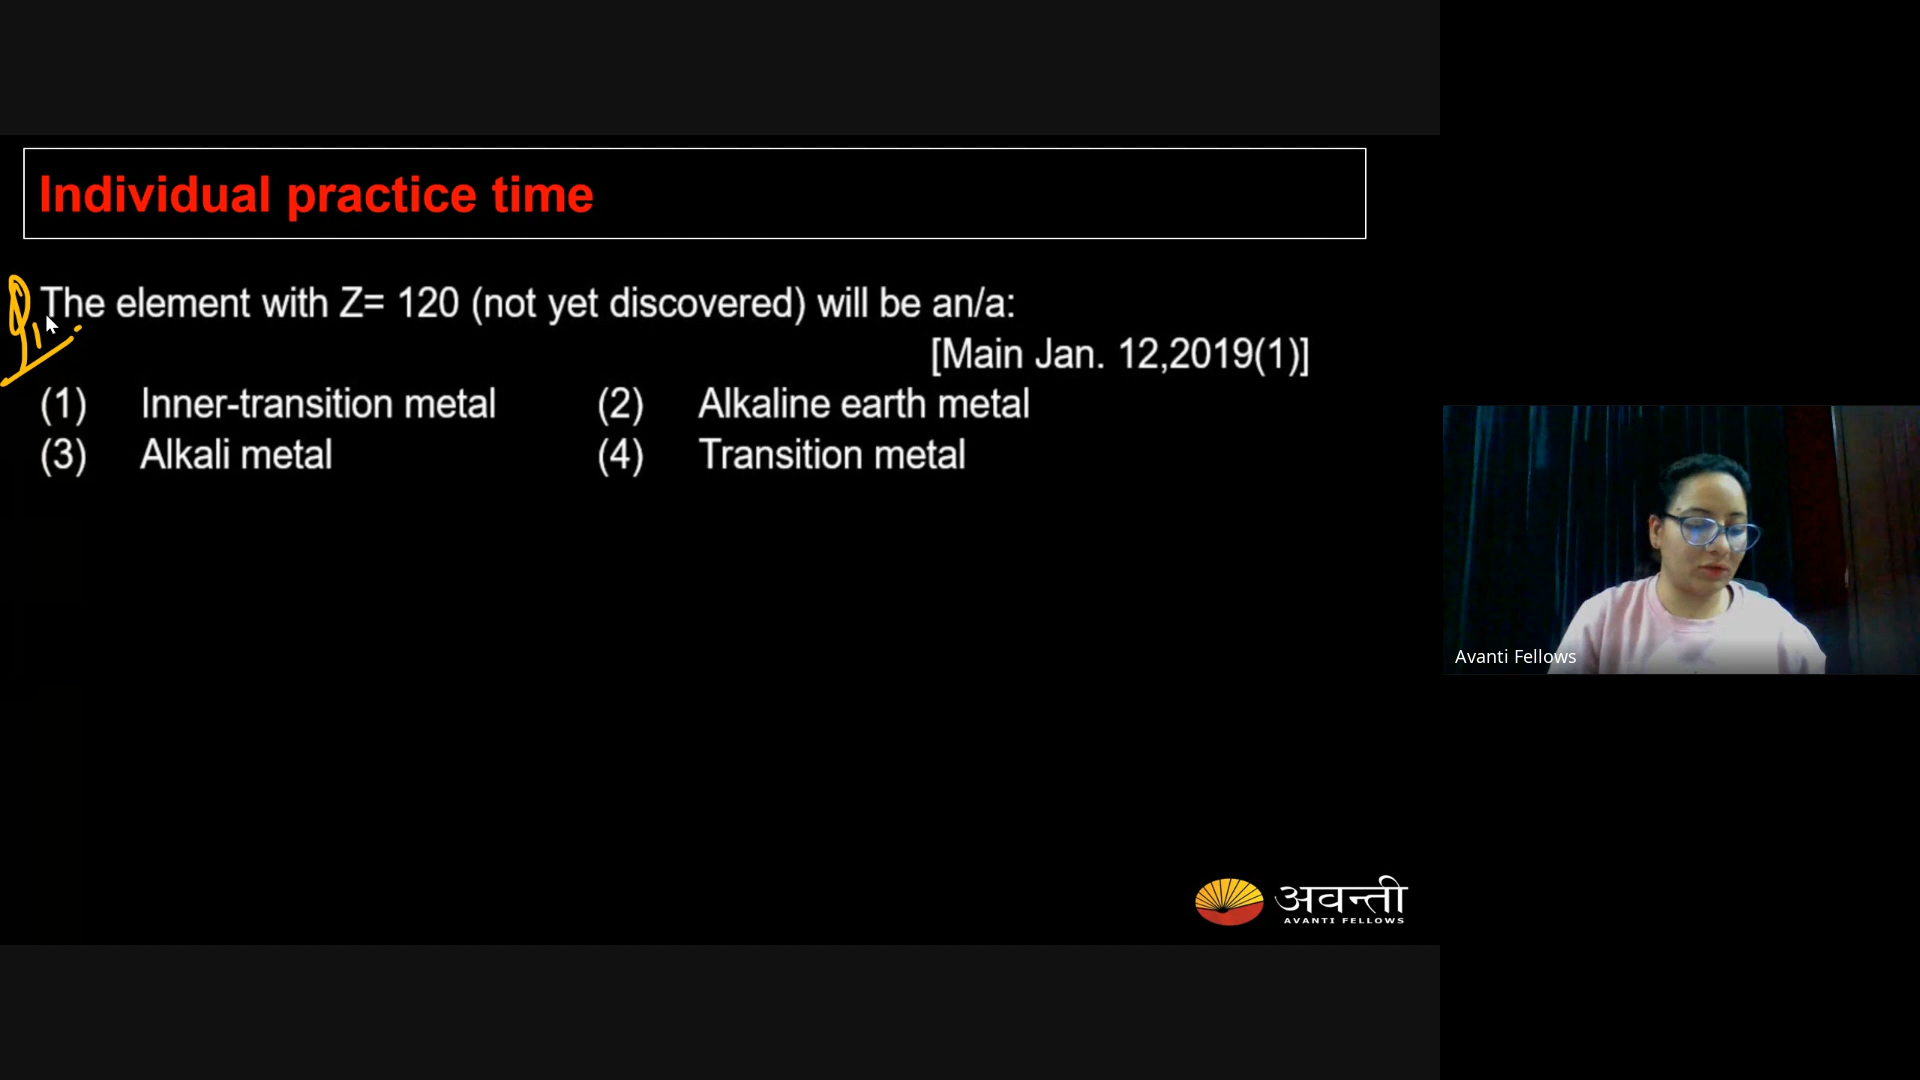 Individual practice time
Q1. The element with Z= 120 (not yet discovered) will be an/a:
[Main Jan. 12,2019(1)]
(1) Inner-transition metal (2) Alkaline earth metal
(3) Alkali metal (4) Transition metal
Avanti Fellows
अवन्ती
AVANTI FELLOWS